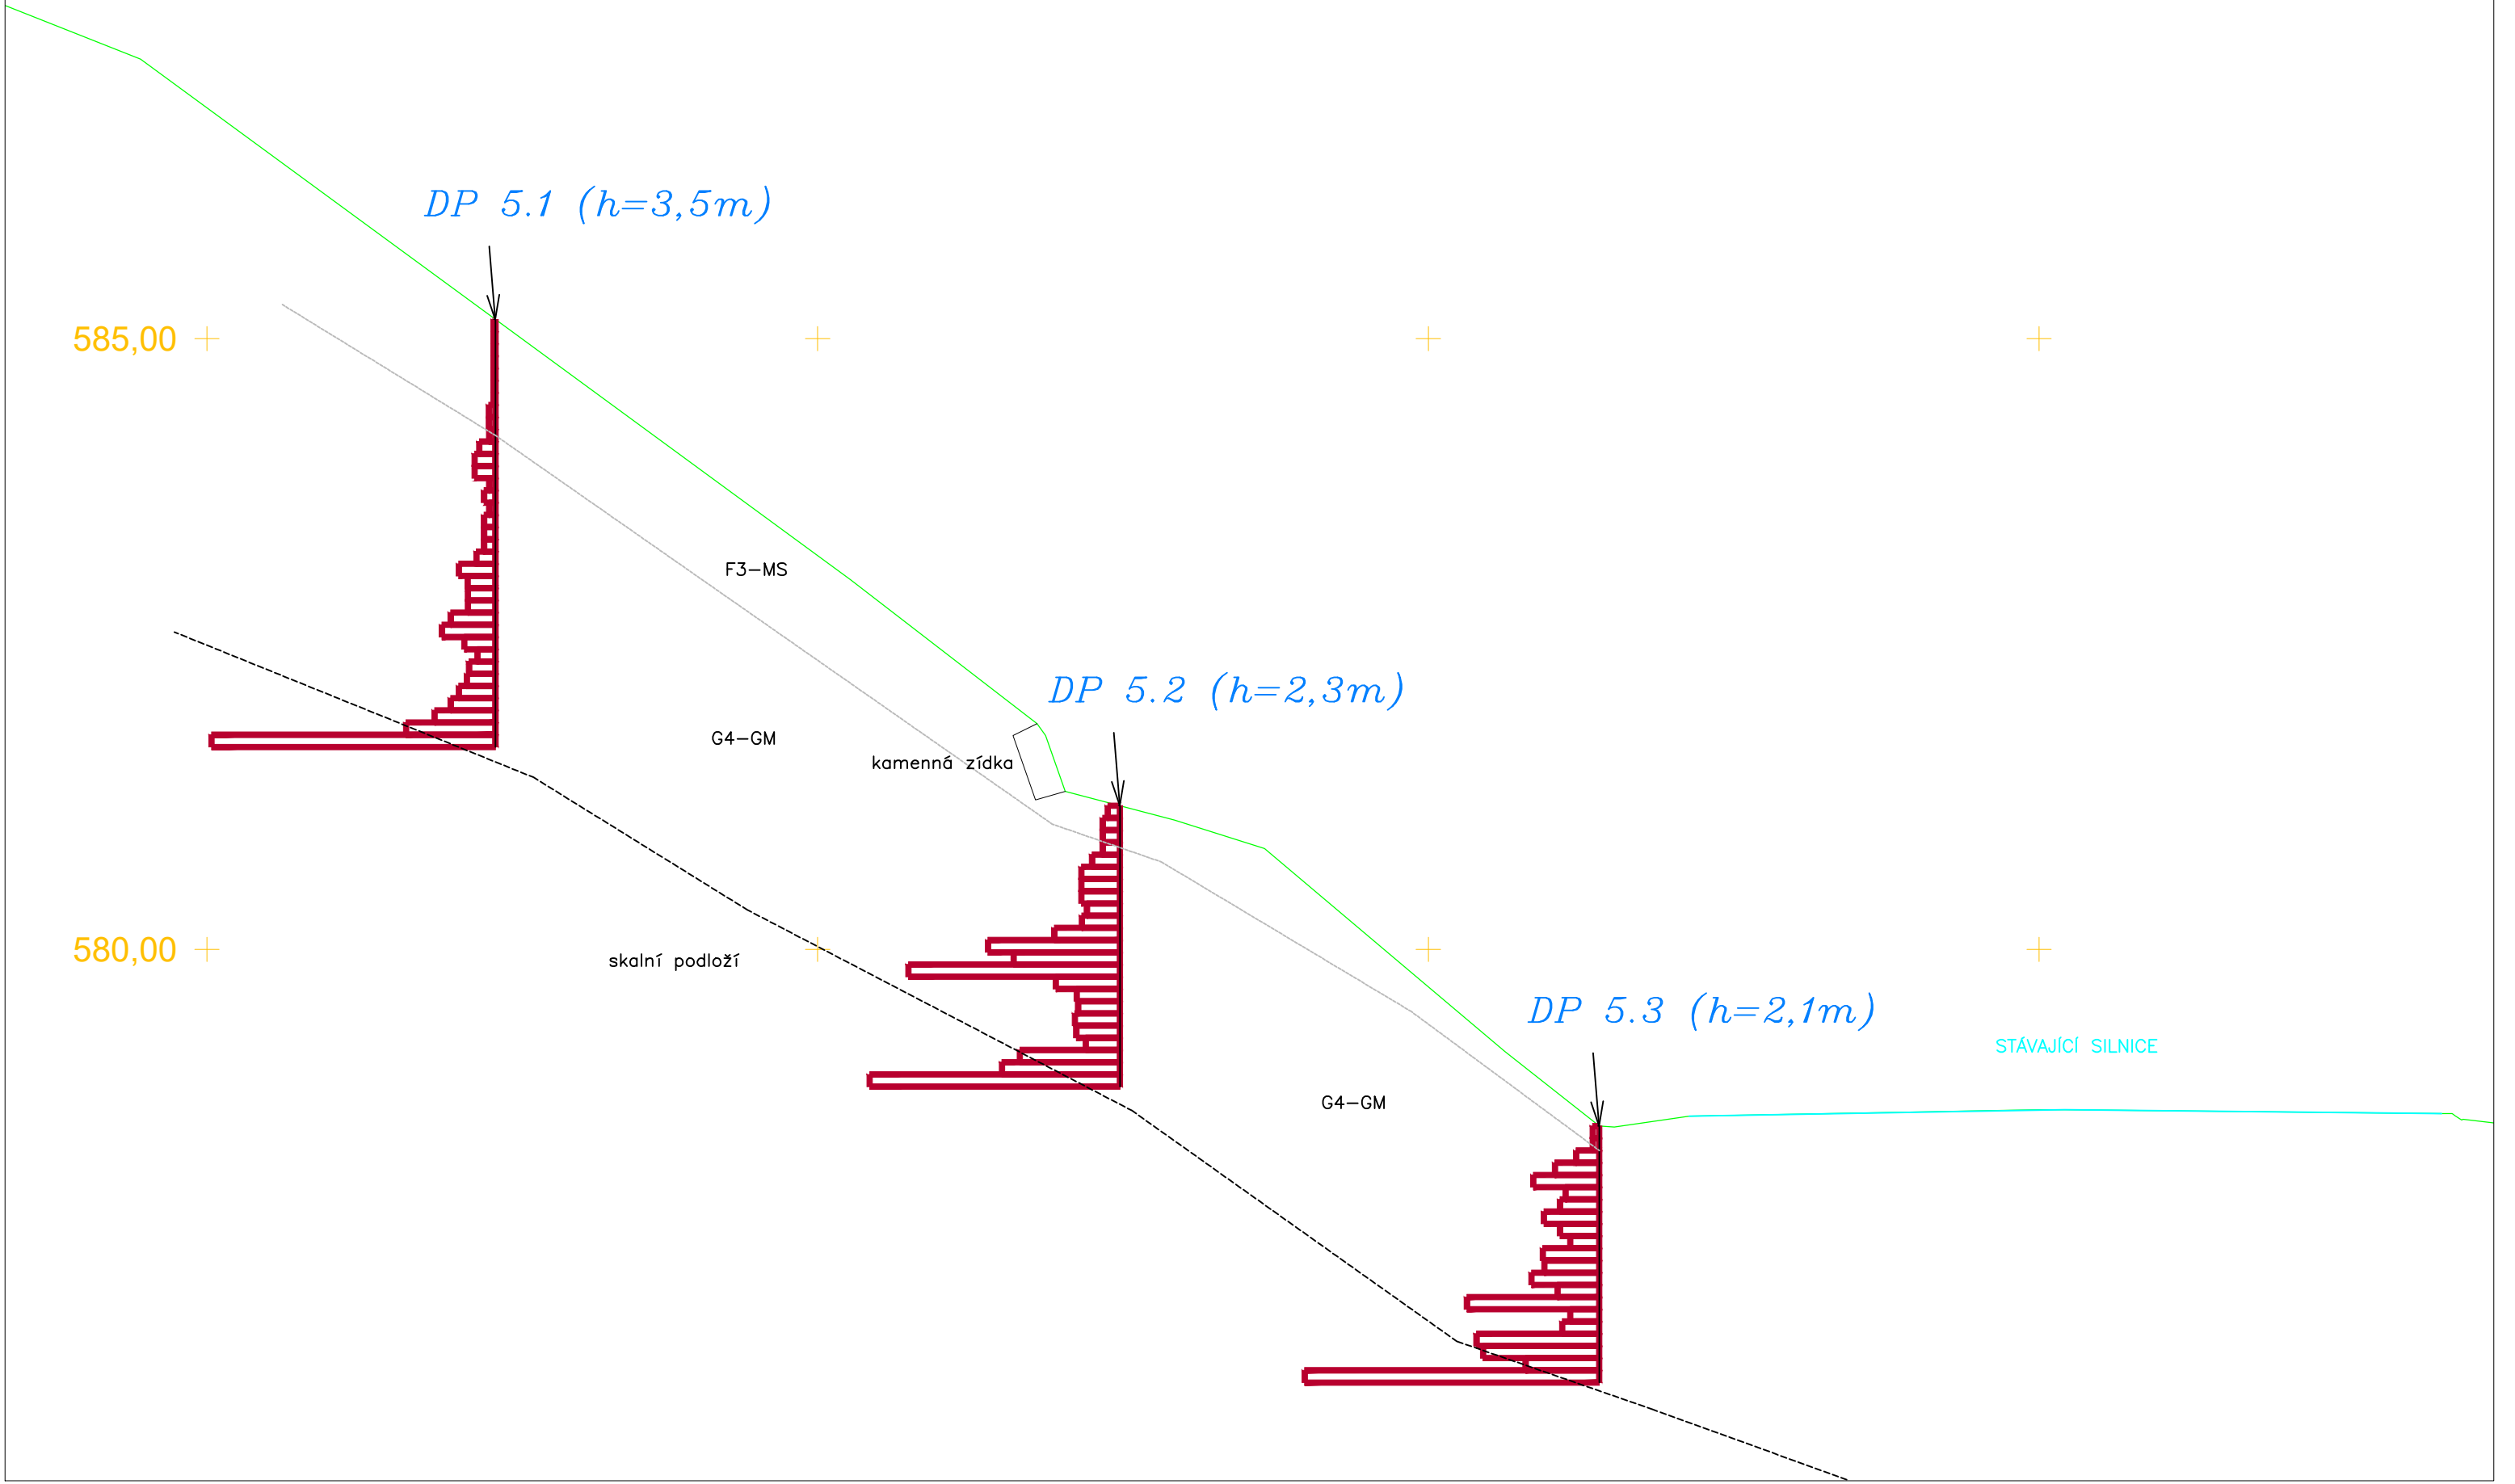 DP 5.1 (h=3,5m)
585,00
F3-MS
DP 5.2 (h=2,3m)
G4-GM
kamenná zídka
580,00
skalní podloží
DP 5.3 (h=2,1m)
STÁVAJÍCÍ SILNICE
G4-GM